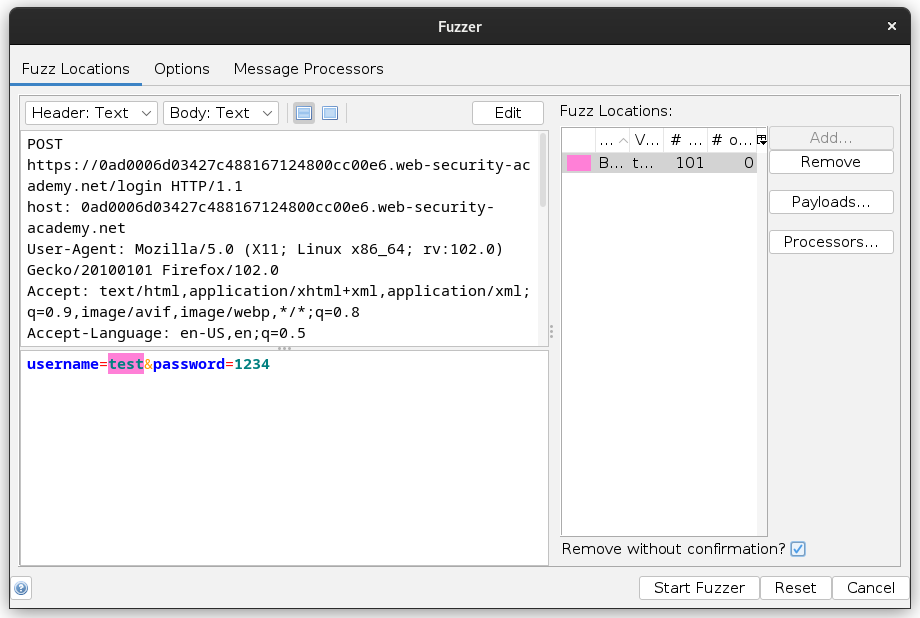 Fuzzer
Fuzz Locations Options Message Processors
Header: Text Body: Text Edit
POST
https://0ad0006d03427c488167124800cc00e6.web-security-ac
ademy.net/login HTTP/1.1
host: 0ad0006d03427c488167124800cc00e6.web-security-
academy.net
User-Agent: Mozilla/5.0 (X11; Linux x86_64; rv:102.0)
Gecko/20100101 Firefox/102.0
Accept: text/html,application/xhtml+xml,application/xml;
q=0.9,image/avif,image/webp,*/*;q=0.8
Accept-Language: en-US,en;q=0.5
username=test&password=1234
Fuzz Locations:
... V... # ... # o...
B... t... 101 0
Add...
Remove
Payloads...
Processors...
Remove without confirmation?
Start Fuzzer Reset Cancel